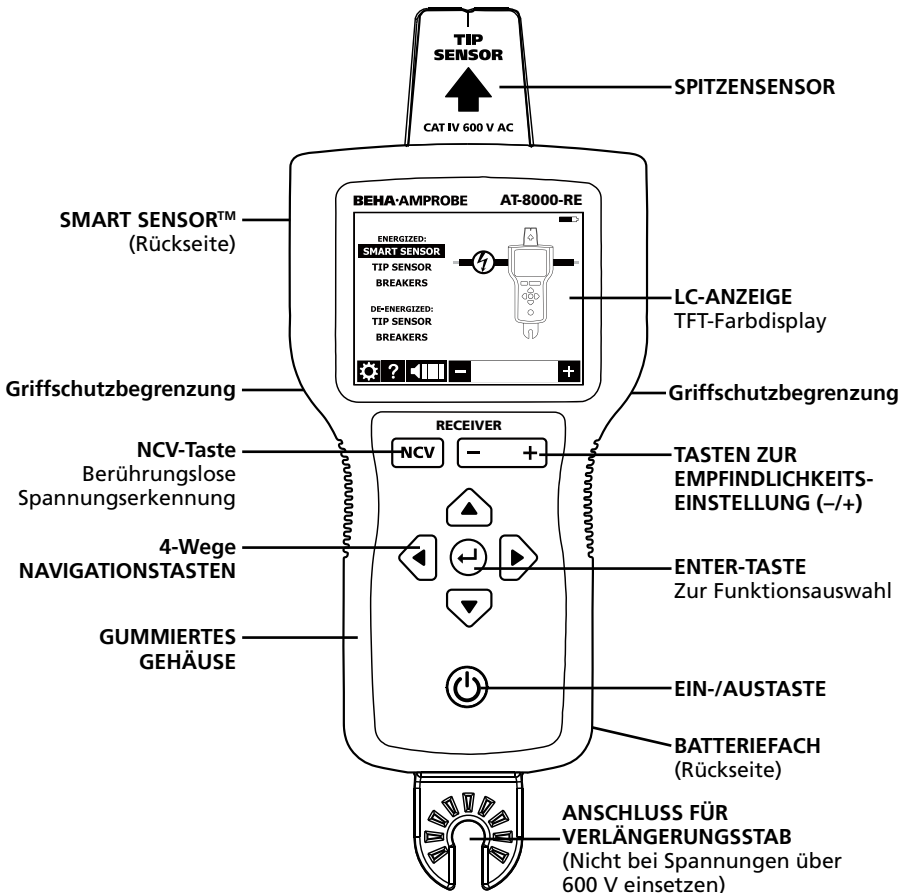 TIP
SENSOR
CAT IV 600 V AC
SPITZENSENSOR
BEHA-AMPROBE AT-8000-RE
SMART SENSOR™
(Rückseite)
ENERGIZED:
SMART SENSOR
TIP SENSOR
BREAKERS
DE-ENERGIZED:
TIP SENSOR
BREAKERS
?
−
+
LC-ANZEIGE
TFT-Farbdisplay
Griffschutzbegrenzung
Griffschutzbegrenzung
RECEIVER
NCV
− +
NCV-Taste
Berührungslose
Spannungserkennung
TASTEN ZUR
EMPFINDLICHKEITS-
EINSTELLUNG (–/+)
4-Wege
NAVIGATIONSTASTEN
ENTER-TASTE
Zur Funktionsauswahl
GUMMIERTES
GEHÄUSE
EIN-/AUSTASTE
BATTERIEFACH
(Rückseite)
ANSCHLUSS FÜR
VERLÄNGERUNGSSTAB
(Nicht bei Spannungen über
600 V einsetzen)